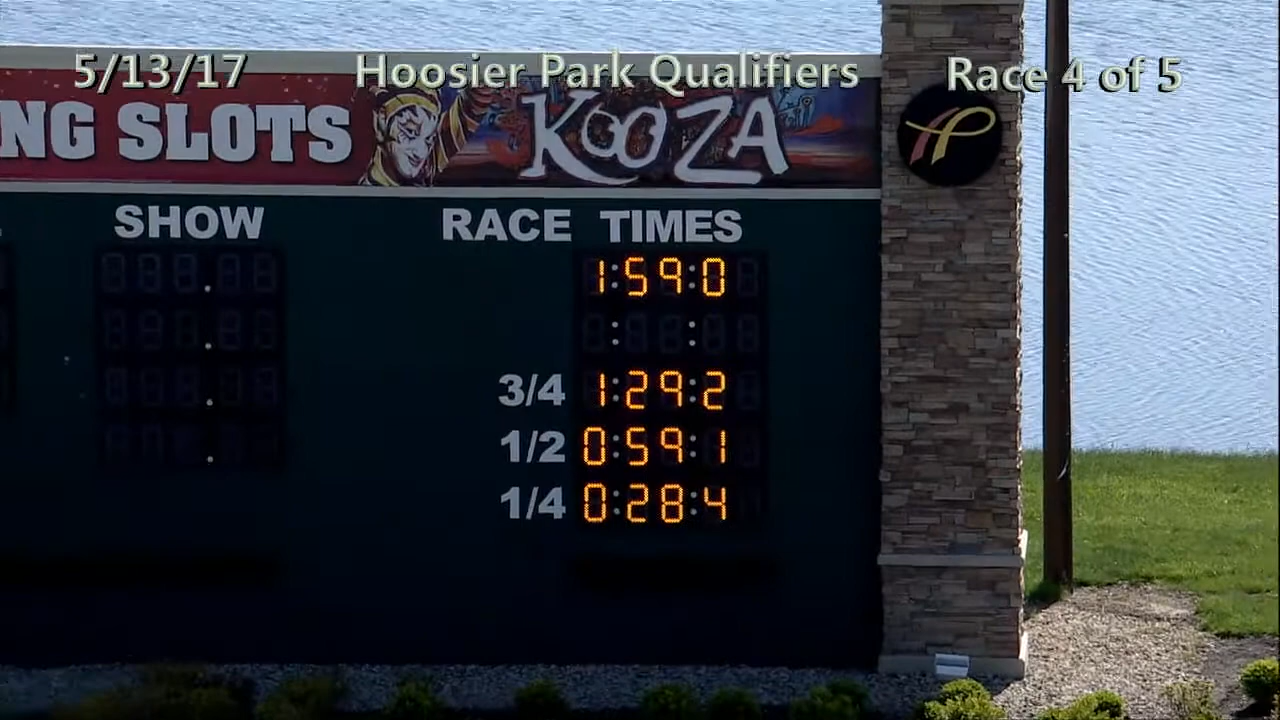 5/13/17 Hoosier Park Qualifiers Race 4 of 5
NG SLOTS KOOZA
SHOW RACE TIMES
1:59:0
3/4 1:29:2
1/2 0:59:1
1/4 0:28:4